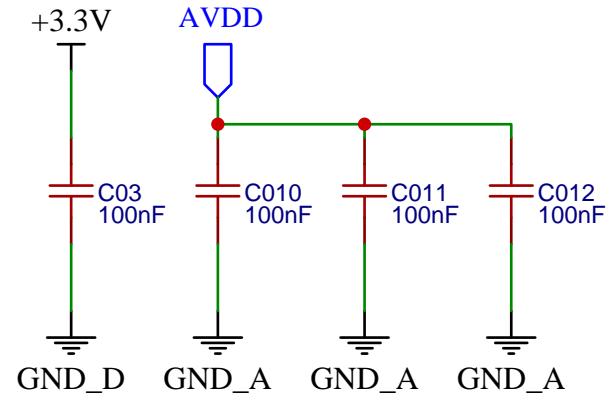 +3.3V
AVDD
C03
100nF
C010
100nF
C011
100nF
C012
100nF
GND_D
GND_A
GND_A
GND_A